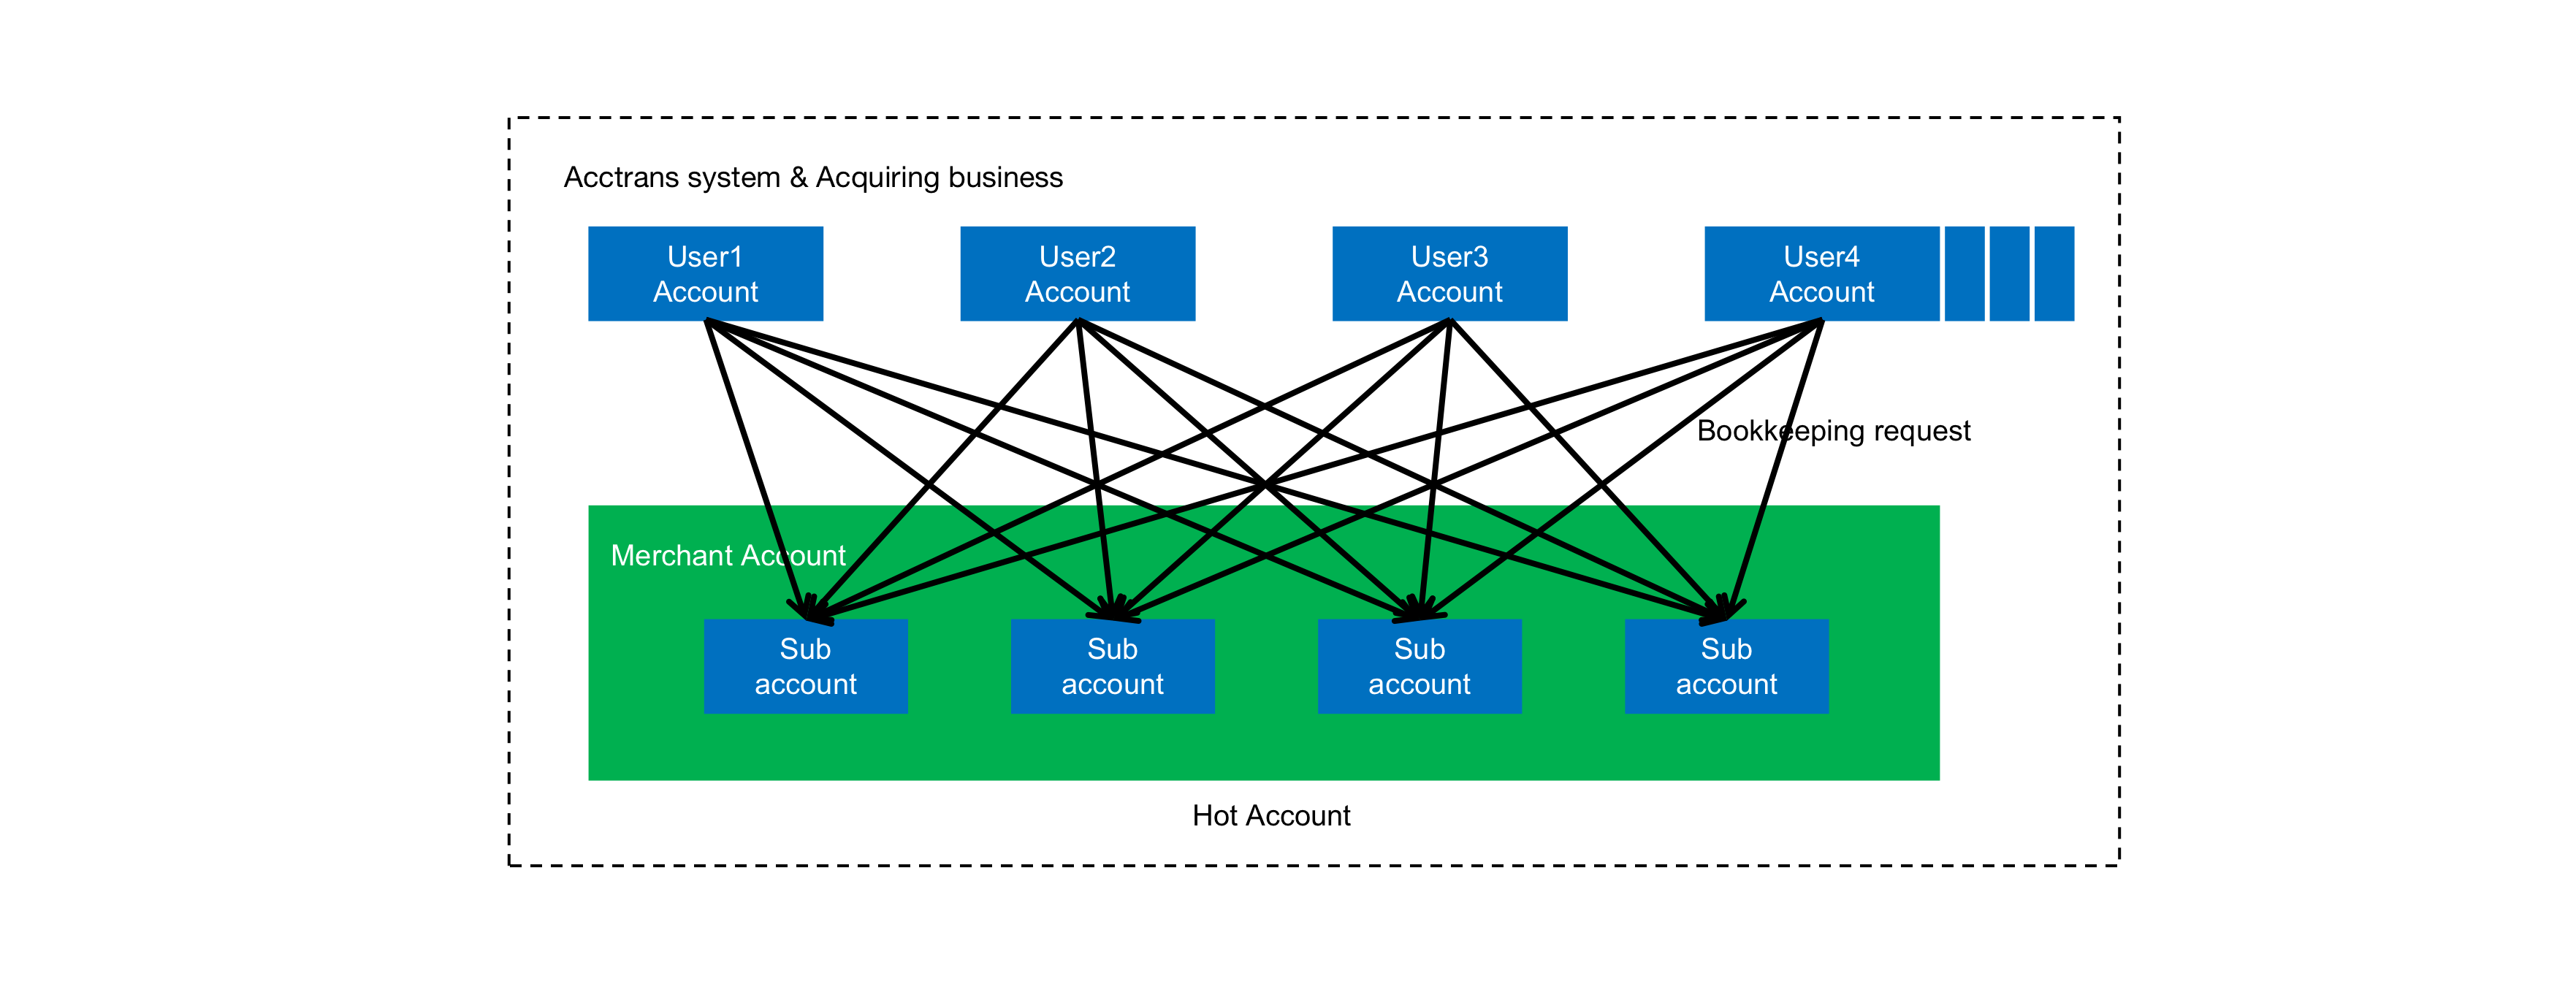 Acctrans system & Acquiring business
User1
Account
User2
Account
User3
Account
User4
Account
Bookkeeping request
Merchant Account
Sub
account
Sub
account
Sub
account
Sub
account
Hot Account